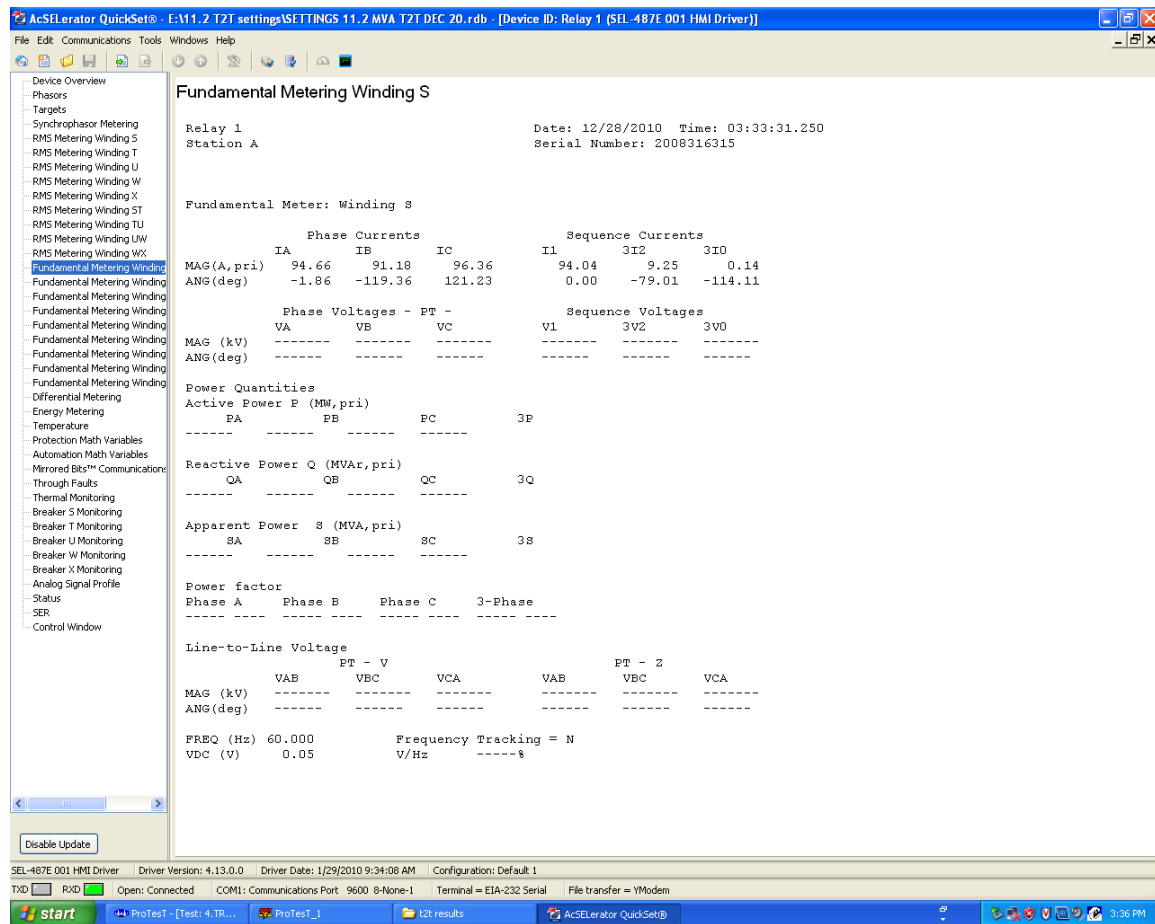 AcSELerator QuickSet® - E:\11.2 T2T settings\SETTINGS 11.2 MVA T2T DEC 20.rdb - [Device ID: Relay 1 (SEL-487E 001 HMI Driver)]
File Edit Communications Tools Windows Help
Device Overview
Phasors
Targets
Synchrophasor Metering
RMS Metering Winding S
RMS Metering Winding T
RMS Metering Winding U
RMS Metering Winding W
RMS Metering Winding X
RMS Metering Winding ST
RMS Metering Winding TU
RMS Metering Winding UW
RMS Metering Winding WX
Fundamental Metering Winding
Fundamental Metering Winding
Fundamental Metering Winding
Fundamental Metering Winding
Fundamental Metering Winding
Fundamental Metering Winding
Fundamental Metering Winding
Fundamental Metering Winding
Fundamental Metering Winding
Differential Metering
Energy Metering
Temperature
Protection Math Variables
Automation Math Variables
Mirrored Bits™ Communications
Through Faults
Thermal Monitoring
Breaker S Monitoring
Breaker T Monitoring
Breaker U Monitoring
Breaker W Monitoring
Breaker X Monitoring
Analog Signal Profile
Status
SER
Control Window
Disable Update
Fundamental Metering Winding S
Relay 1 Date: 12/28/2010 Time: 03:33:31.250
Station A Serial Number: 2008316315
Fundamental Meter: Winding S
Phase Currents Sequence Currents
IA IB IC I1 3I2 3I0
MAG(A,pri) 94.66 91.18 96.36 94.04 9.25 0.14
ANG(deg) -1.86 -119.36 121.23 0.00 -79.01 -114.11
Phase Voltages - PT - Sequence Voltages
VA VB VC V1 3V2 3V0
MAG (kV) ------- ------- ------- ------- ------- -------
ANG(deg) ------ ------ ------ ------ ------ ------
Power Quantities
Active Power P (MW,pri)
PA PB PC 3P
------ ------ ------ ------
Reactive Power Q (MVAr,pri)
QA QB QC 3Q
------ ------ ------ ------
Apparent Power S (MVA,pri)
SA SB SC 3S
------ ------ ------ ------
Power factor
Phase A Phase B Phase C 3-Phase
----- ---- ----- ---- ----- ---- ----- ----
Line-to-Line Voltage
PT - V PT - Z
VAB VBC VCA VAB VBC VCA
MAG (kV) ------- ------- ------- ------- ------- -------
ANG(deg) ------ ------ ------ ------ ------ ------
FREQ (Hz) 60.000 Frequency Tracking = N
VDC (V) 0.05 V/Hz -----%
SEL-487E 001 HMI Driver Driver Version: 4.13.0.0 Driver Date: 1/29/2010 9:34:08 AM Configuration: Default 1
TXD RXD Open: Connected COM1: Communications Port 9600 8-None-1 Terminal = EIA-232 Serial File transfer = YModem
start ProTesT - [Test: 4.TR... ProTesT_1 t2t results AcSELerator QuickSet® 3:36 PM